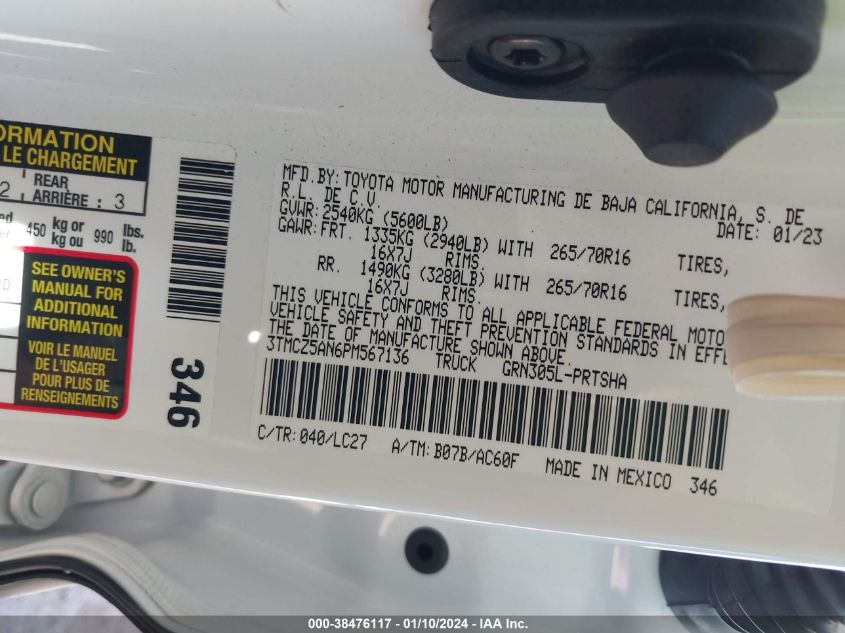 ORMATION
LE CHARGEMENT
2 REAR
ARRIÈRE : 3
450 kg or 990 lbs.
kg ou lb.
SEE OWNER'S
MANUAL FOR
ADDITIONAL
INFORMATION
VOIR LE MANUEL
DE L'USAGER
POUR PLUS DE
RENSEIGNEMENTS
346
MFD.BY:TOYOTA MOTOR MANUFACTURING DE BAJA CALIFORNIA, S. DE
R.L. DE C.V. DATE: 01/23
GVWR:2540KG (5600LB)
GAWR:FRT. 1335KG (2940LB) WITH 265/70R16 TIRES,
16X7J RIMS
RR. 1490KG (3280LB) WITH 265/70R16 TIRES,
16X7J RIMS.
THIS VEHICLE CONFORMS TO ALL APPLICABLE FEDERAL MOTO
VEHICLE SAFETY AND THEFT PREVENTION STANDARDS IN EFFE
THE DATE OF MANUFACTURE SHOWN ABOVE.
3TMCZ5AN6PM567136 TRUCK GRN305L-PRTSHA
C/TR:040/LC27 A/TM:B07B/AC60F MADE IN MEXICO 346
000-38476117 - 01/10/2024 - IAA Inc.